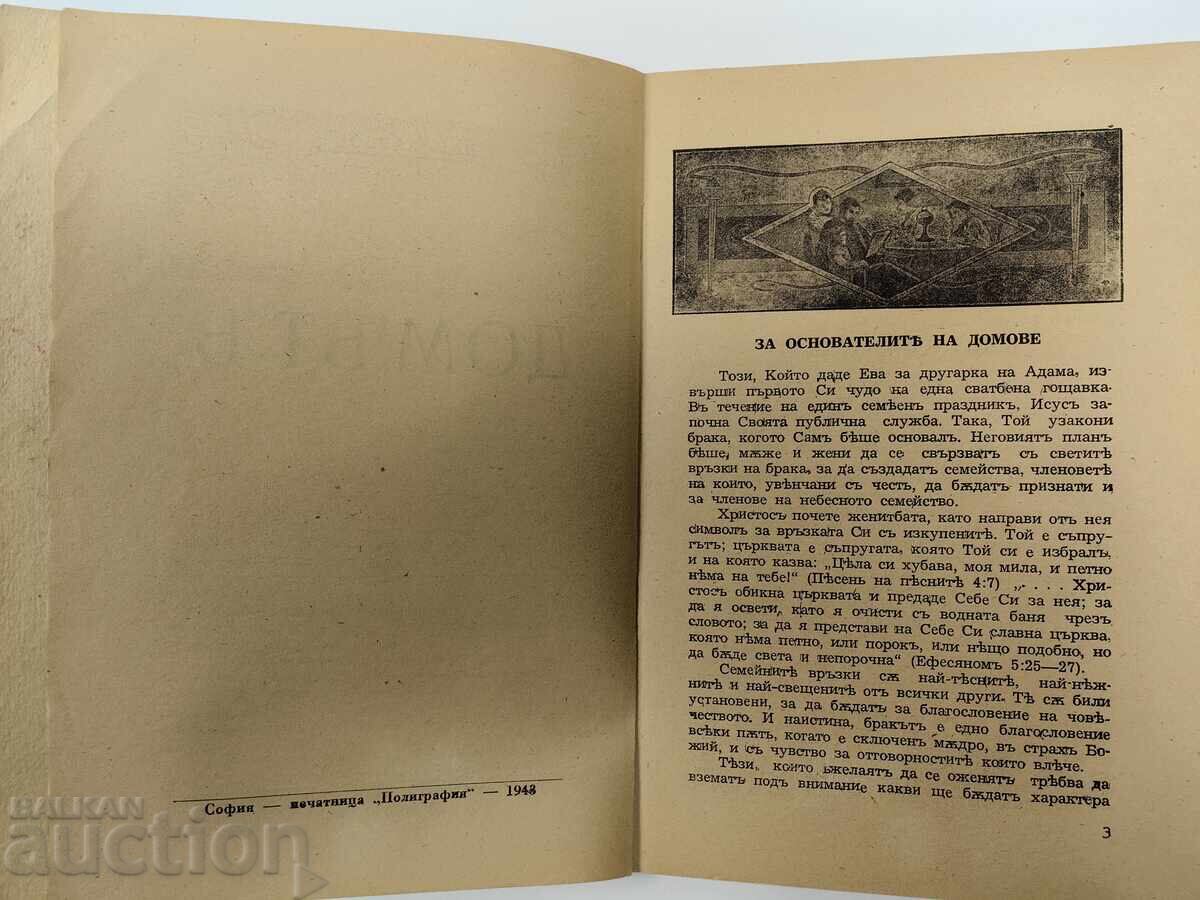 София — печатница „Полиграфия" — 1943
BALKAN
auction
ЗА ОСНОВАТЕЛИТѢ НА ДОМОВЕ
Този, Който даде Ева за другарка на Адама, из-
върши първото Си чудо на една сватбена гощавка.
Въ течение на единъ семѣенъ праздникъ, Исусъ за-
почна Своята публична служба. Така, Той узакони
брака, когото Самъ бѣше основалъ. Неговиятъ планъ
бѣше, мѫже и жени да се свързватъ съ светитѣ
връзки на брака, за да създадатъ семейства, членоветѣ
на които, увѣнчани съ честь, да бѫдатъ признати и
за членове на небесното семейство.
Христосъ почете женитбата, като направи отъ нея
символъ за връзката Си съ изкупенитѣ. Той е съпру-
гътъ; църквата е съпругата, която Той си е избралъ,
и на която казва: „Цѣла си хубава, моя мила, и петно
нѣма на тебе!" (Пѣсень на пѣснитѣ 4:7) „. . . . Хри-
стосъ обикна църквата и предаде Себе Си за нея; за
да я освети, като я очисти съ водната баня чрезъ
словото; за да я представи на Себе Си славна църква,
която нѣма петно, или порокъ, или нѣщо подобно, но
да бѫде света и непорочна" (Ефесяномъ 5:25—27).
Семейнитѣ връзки сѫ най-тѣснитѣ, най-нѣж-
нитѣ и най-свещенитѣ отъ всички други. Тѣ сѫ били
установени, за да бѫдатъ за благословение на човѣ-
чеството. И наистина, бракътъ е едно благословение
всѣки пѫть, когато е сключенъ мѫдро, въ страхъ Бо-
жий, и съ чувство за отговорноститѣ които влѣче.
Тѣзи, които желаятъ да се оженятъ трѣбва да
вземать подъ внимание какви ще бѫдатъ характера
3